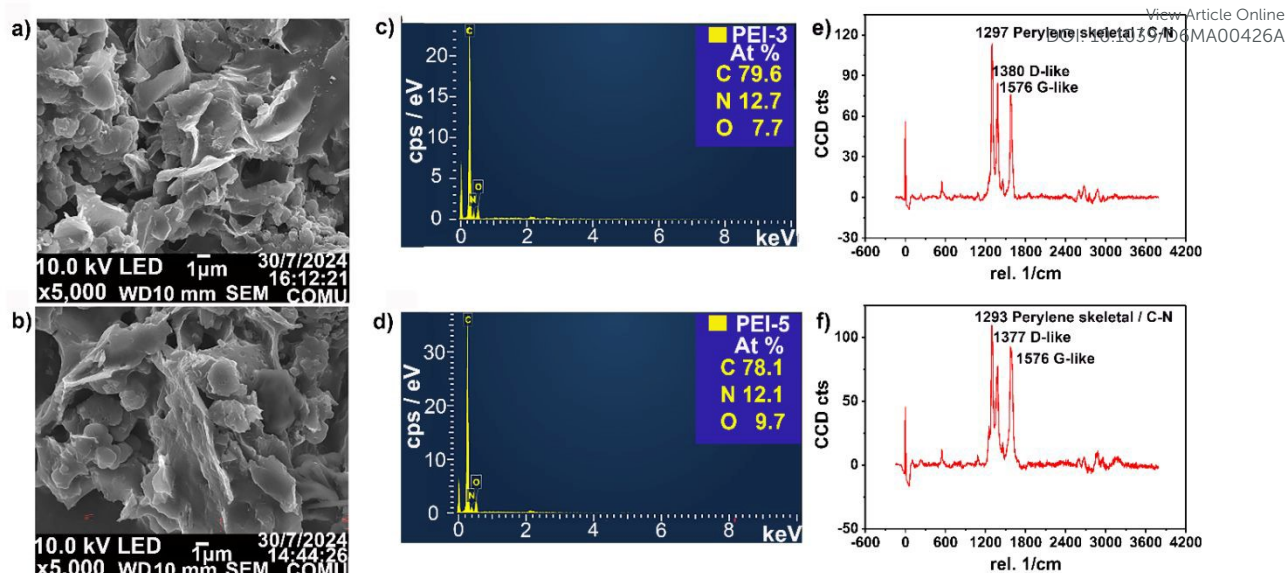 View Article Online
DOI: 10.1039/D6MA00426A
a)
10.0 kV LED 1µm 30/7/2024
16:12:21
x5,000 WD10 mm SEM COMU
b)
10.0 kV LED 1µm 30/7/2024
14:44:26
x5,000 WD10 mm SEM COMU
c)
cps / eV
20
15
10
5
0
C
N
O
PEI-3
At %
C 79.6
N 12.7
O 7.7
0 2 4 6 8 keV
d)
cps / eV
30
20
10
0
C
N
O
PEI-5
At %
C 78.1
N 12.1
O 9.7
0 2 4 6 8 keV
e)
CCD cts
120
90
60
30
0
-30
1297 Perylene skeletal / C-N
1380 D-like
1576 G-like
-600 0 600 1200 1800 2400 3000 3600 4200
rel. 1/cm
f)
CCD cts
100
50
0
-50
1293 Perylene skeletal / C-N
1377 D-like
1576 G-like
-600 0 600 1200 1800 2400 3000 3600 4200
rel. 1/cm